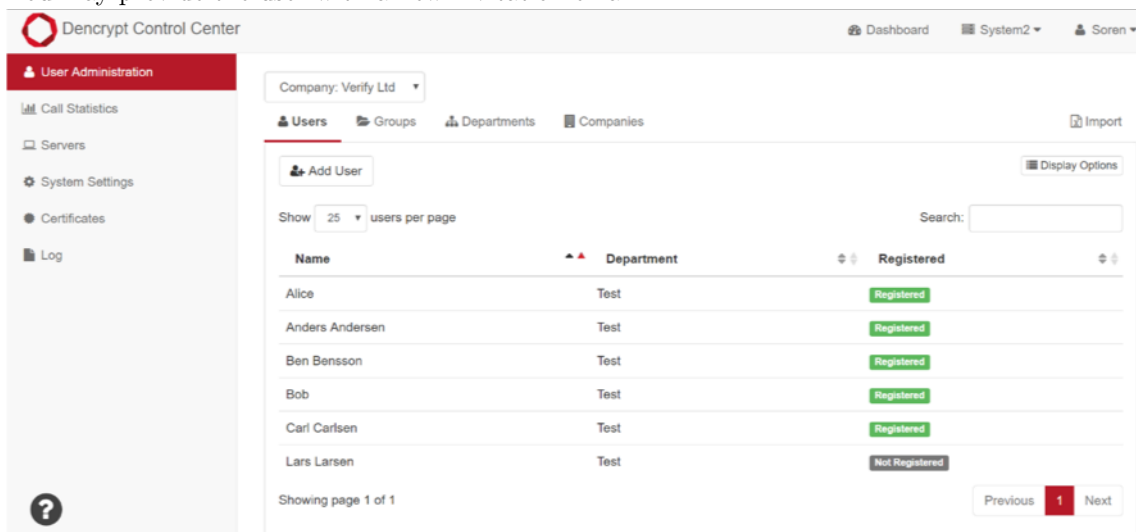 Dencrypt Control Center
Dashboard System2 Soren
User Administration
Call Statistics
Servers
System Settings
Certificates
Log
Company: Verify Ltd
Users Groups Departments Companies Import
Add User Display Options
Show 25 users per page Search:
Name Department Registered
Alice Test Registered
Anders Andersen Test Registered
Ben Bensson Test Registered
Bob Test Registered
Carl Carlsen Test Registered
Lars Larsen Test Not Registered
Showing page 1 of 1 Previous 1 Next
?